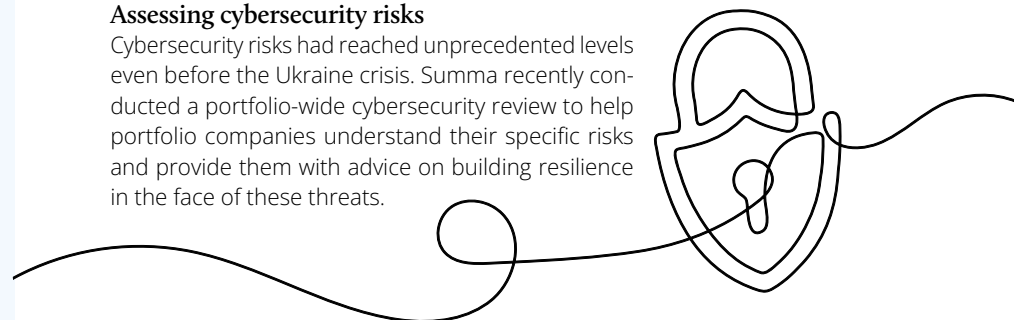 Assessing cybersecurity risks
Cybersecurity risks had reached unprecedented levels
even before the Ukraine crisis. Summa recently con-
ducted a portfolio-wide cybersecurity review to help
portfolio companies understand their specific risks
and provide them with advice on building resilience
in the face of these threats.